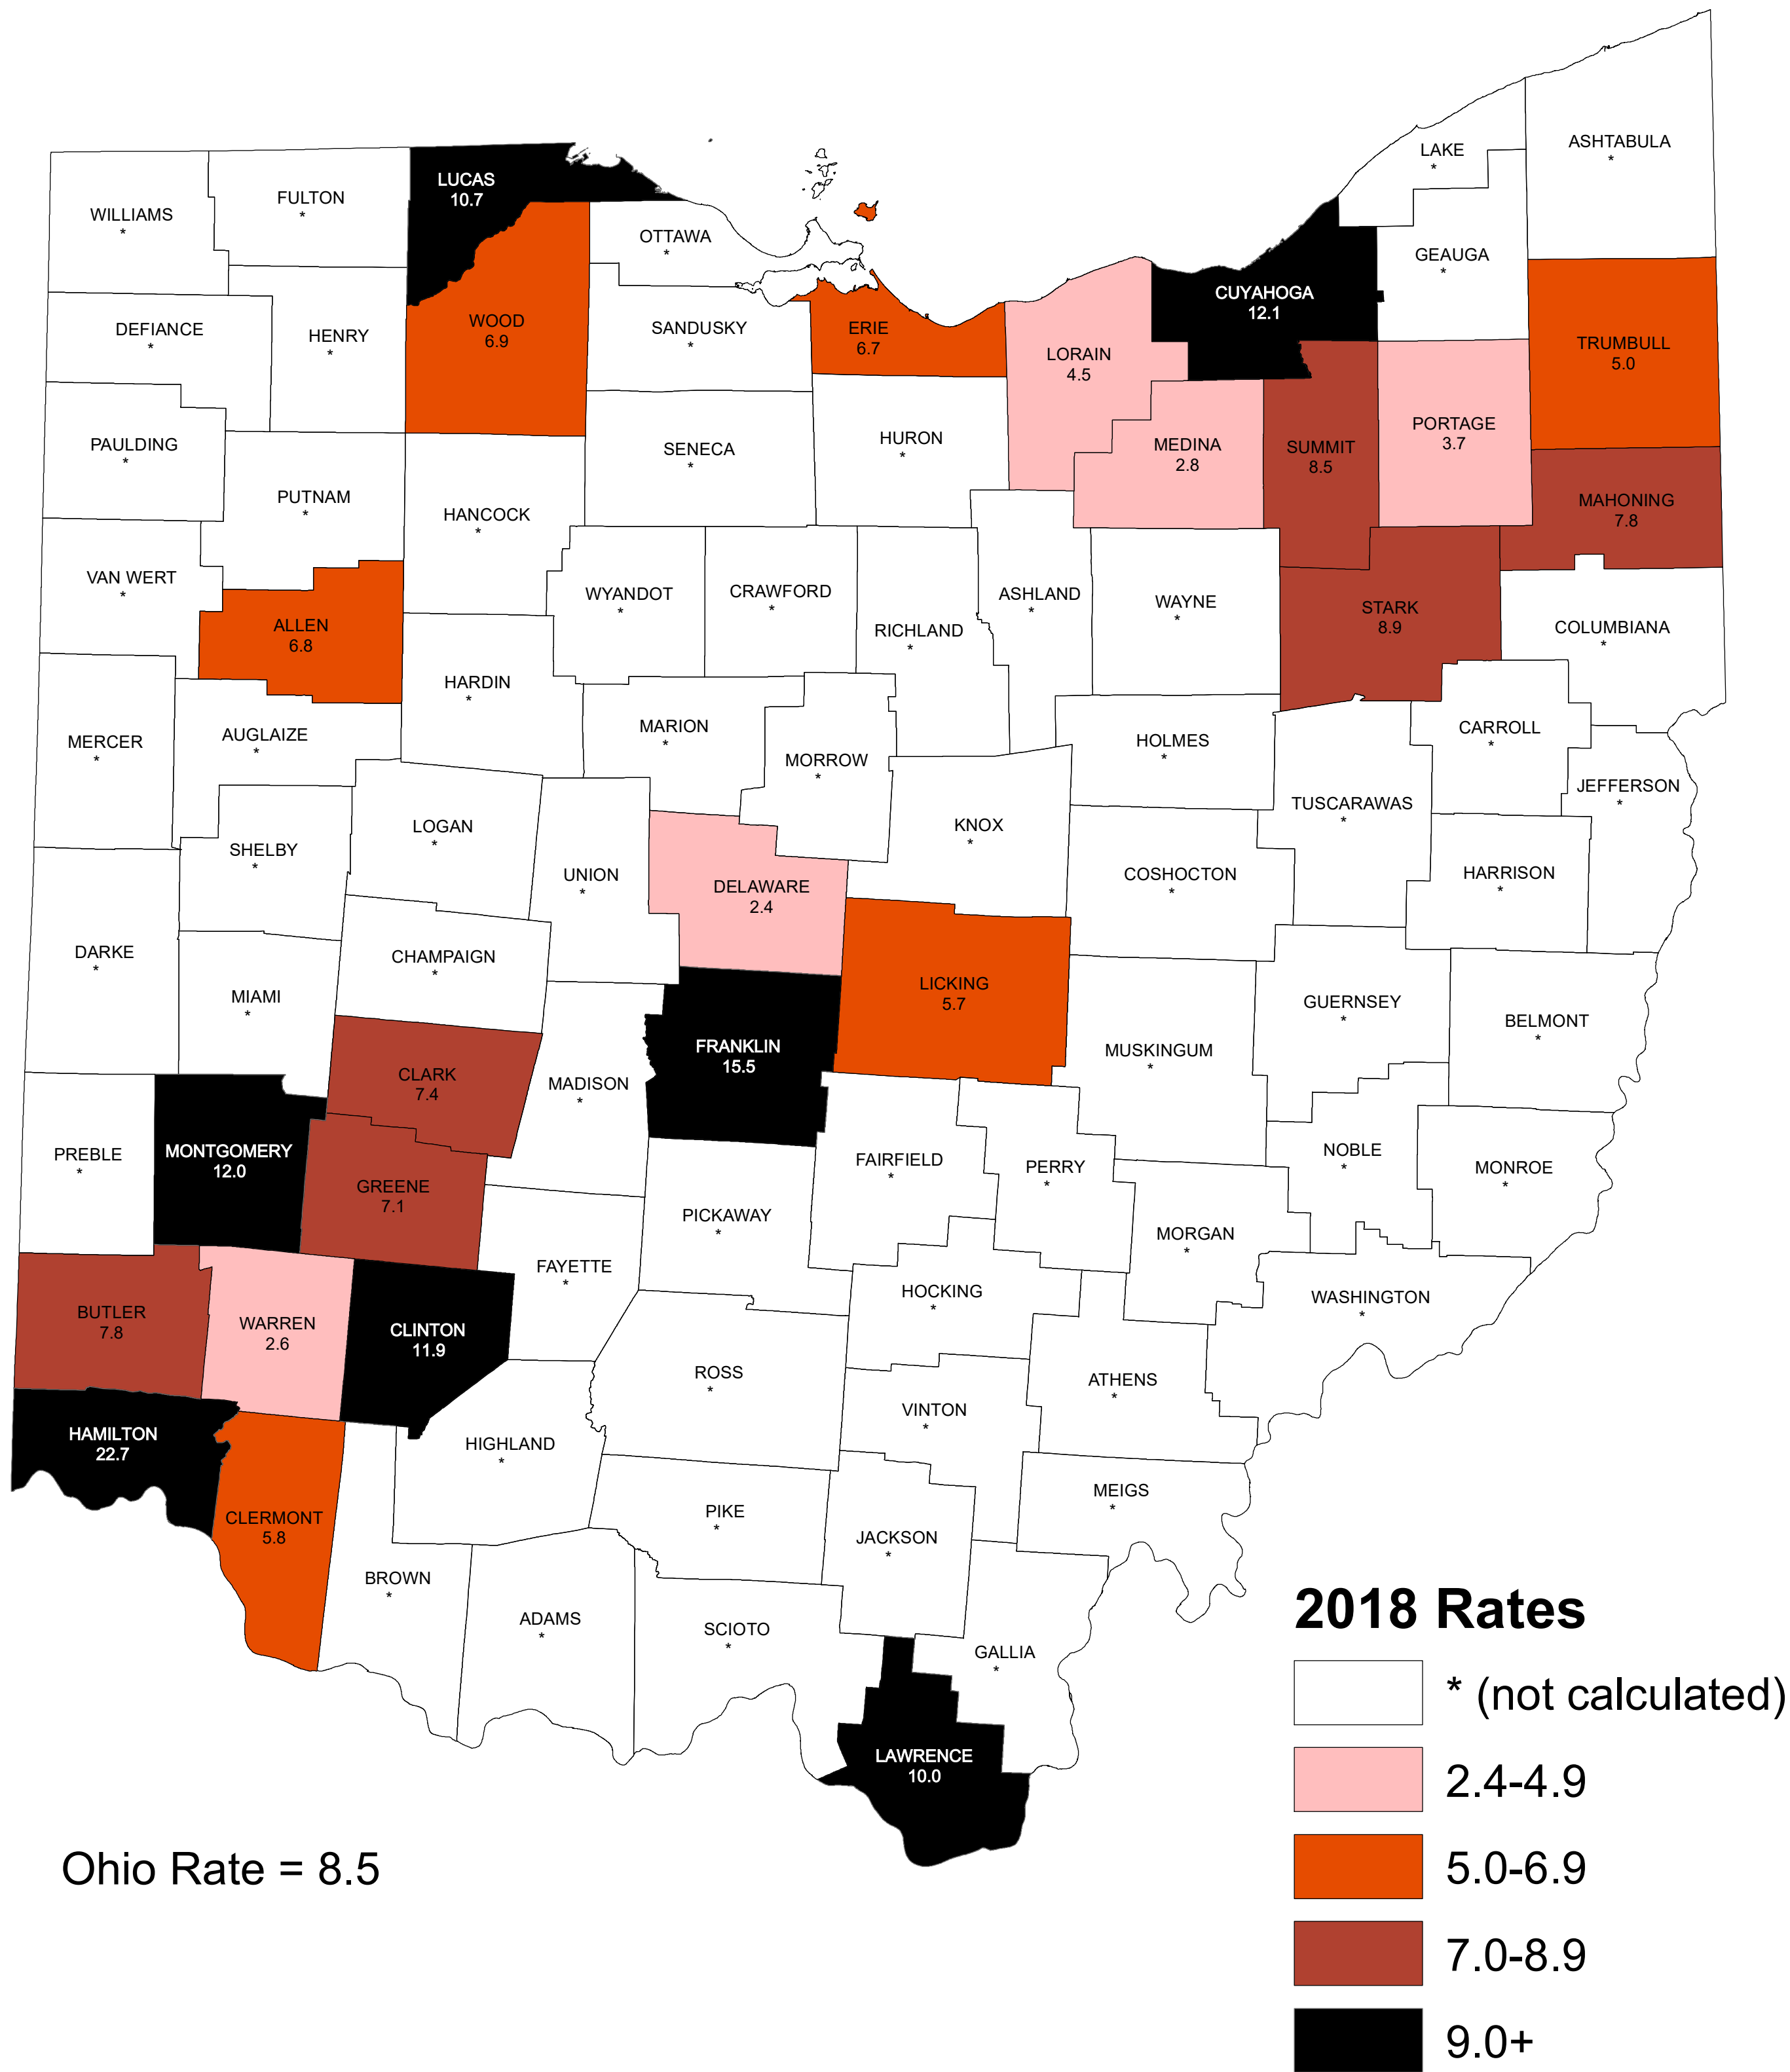 ASHTABULA
*
LAKE
*
LUCAS
10.7
FULTON
*
WILLIAMS
*
OTTAWA
*
GEAUGA
*
CUYAHOGA
12.1
WOOD
6.9
ERIE
6.7
SANDUSKY
*
DEFIANCE
*
HENRY
*
TRUMBULL
5.0
LORAIN
4.5
PORTAGE
3.7
HURON
*
PAULDING
*
SENECA
*
MEDINA
2.8
SUMMIT
8.5
PUTNAM
*
MAHONING
7.8
HANCOCK
*
VAN WERT
*
WYANDOT
*
CRAWFORD
*
ASHLAND
*
WAYNE
*
STARK
8.9
ALLEN
6.8
RICHLAND
*
COLUMBIANA
*
HARDIN
*
MERCER
*
AUGLAIZE
*
MARION
*
HOLMES
*
CARROLL
*
MORROW
*
JEFFERSON
*
TUSCARAWAS
*
LOGAN
*
KNOX
*
SHELBY
*
UNION
*
COSHOCTON
*
HARRISON
*
DELAWARE
2.4
DARKE
*
CHAMPAIGN
*
LICKING
5.7
MIAMI
*
GUERNSEY
*
BELMONT
*
FRANKLIN
15.5
MUSKINGUM
*
CLARK
7.4
MADISON
*
PREBLE
*
MONTGOMERY
12.0
NOBLE
*
FAIRFIELD
*
PERRY
*
MONROE
*
GREENE
7.1
PICKAWAY
*
MORGAN
*
FAYETTE
*
HOCKING
*
WASHINGTON
*
BUTLER
7.8
WARREN
2.6
CLINTON
11.9
ROSS
*
ATHENS
*
VINTON
*
HAMILTON
22.7
HIGHLAND
*
MEIGS
*
CLERMONT
5.8
PIKE
*
JACKSON
*
BROWN
*
ADAMS
*
SCIOTO
*
GALLIA
*
LAWRENCE
10.0
Ohio Rate = 8.5
2018 Rates
* (not calculated)
2.4-4.9
5.0-6.9
7.0-8.9
9.0+